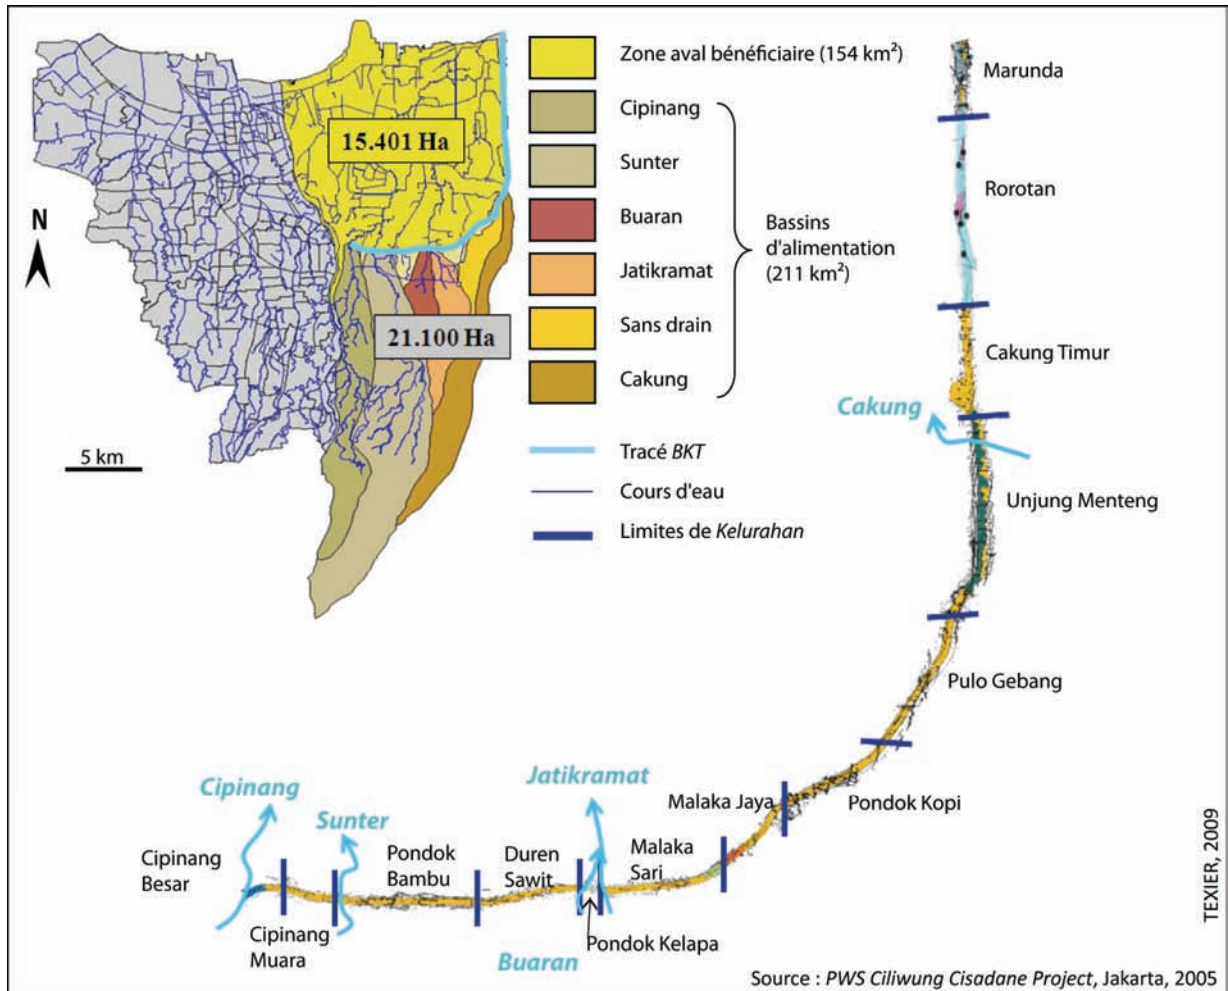 Zone aval bénéficiaire (154 km²)
Cipinang
Sunter
Buaran
Jatikramat
Sans drain
Cakung
Bassins
d'alimentation
(211 km²)
Tracé BKT
Cours d'eau
Limites de Kelurahan
15.401 Ha
21.100 Ha
N
5 km
Marunda
Rorotan
Cakung Timur
Cakung
Unjung Menteng
Pulo Gebang
Pondok Kopi
Malaka Jaya
Malaka
Sari
Jatikramat
Duren
Sawit
Pondok Kelapa
Buaran
Pondok
Bambu
Sunter
Cipinang
Cipinang
Besar
Cipinang
Muara
TEXIER, 2009
Source : PWS Ciliwung Cisadane Project, Jakarta, 2005